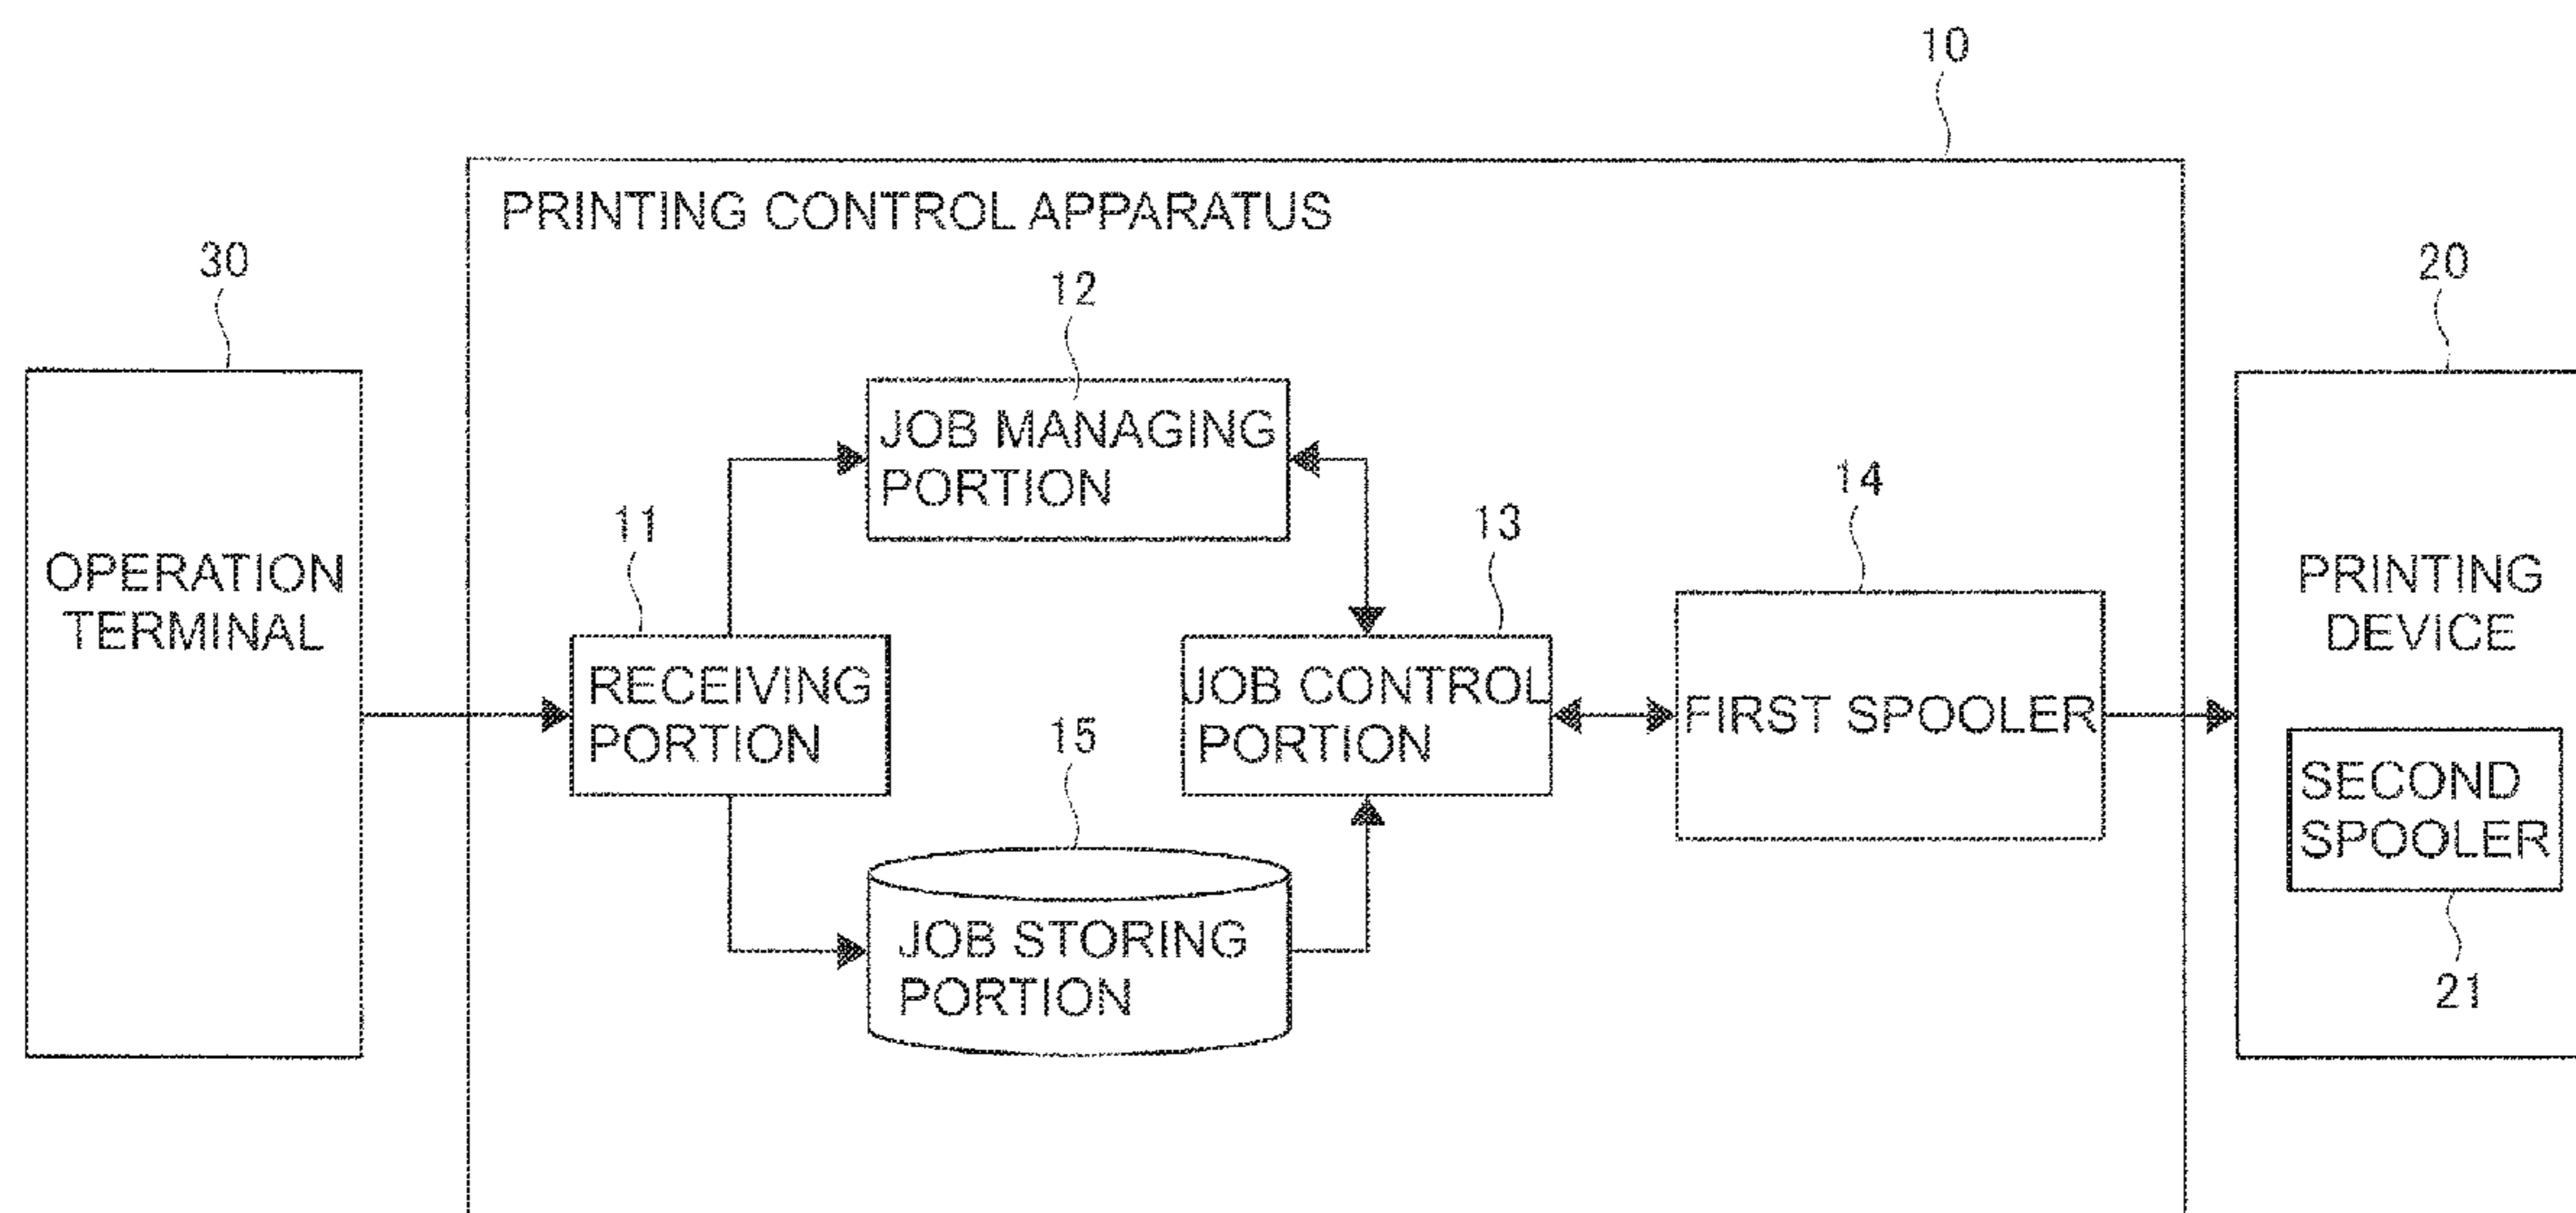 10
PRINTING CONTROL APPARATUS
30
20
12
JOB MANAGING
PORTION
14
11
13
OPERATION
TERMINAL
PRINTING
DEVICE
RECEIVING
PORTION
JOB CONTROL
PORTION
FIRST SPOOLER
15
SECOND
SPOOLER
JOB STORING
PORTION
21